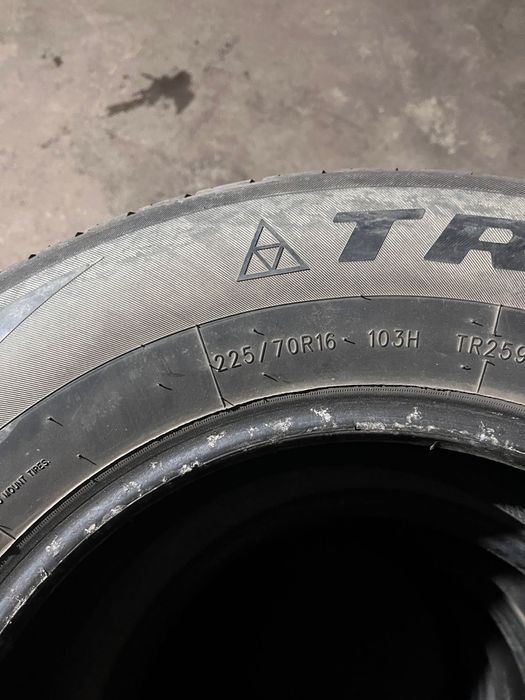 TR
225/70R16 103H TR259
MOUNT TIRES.